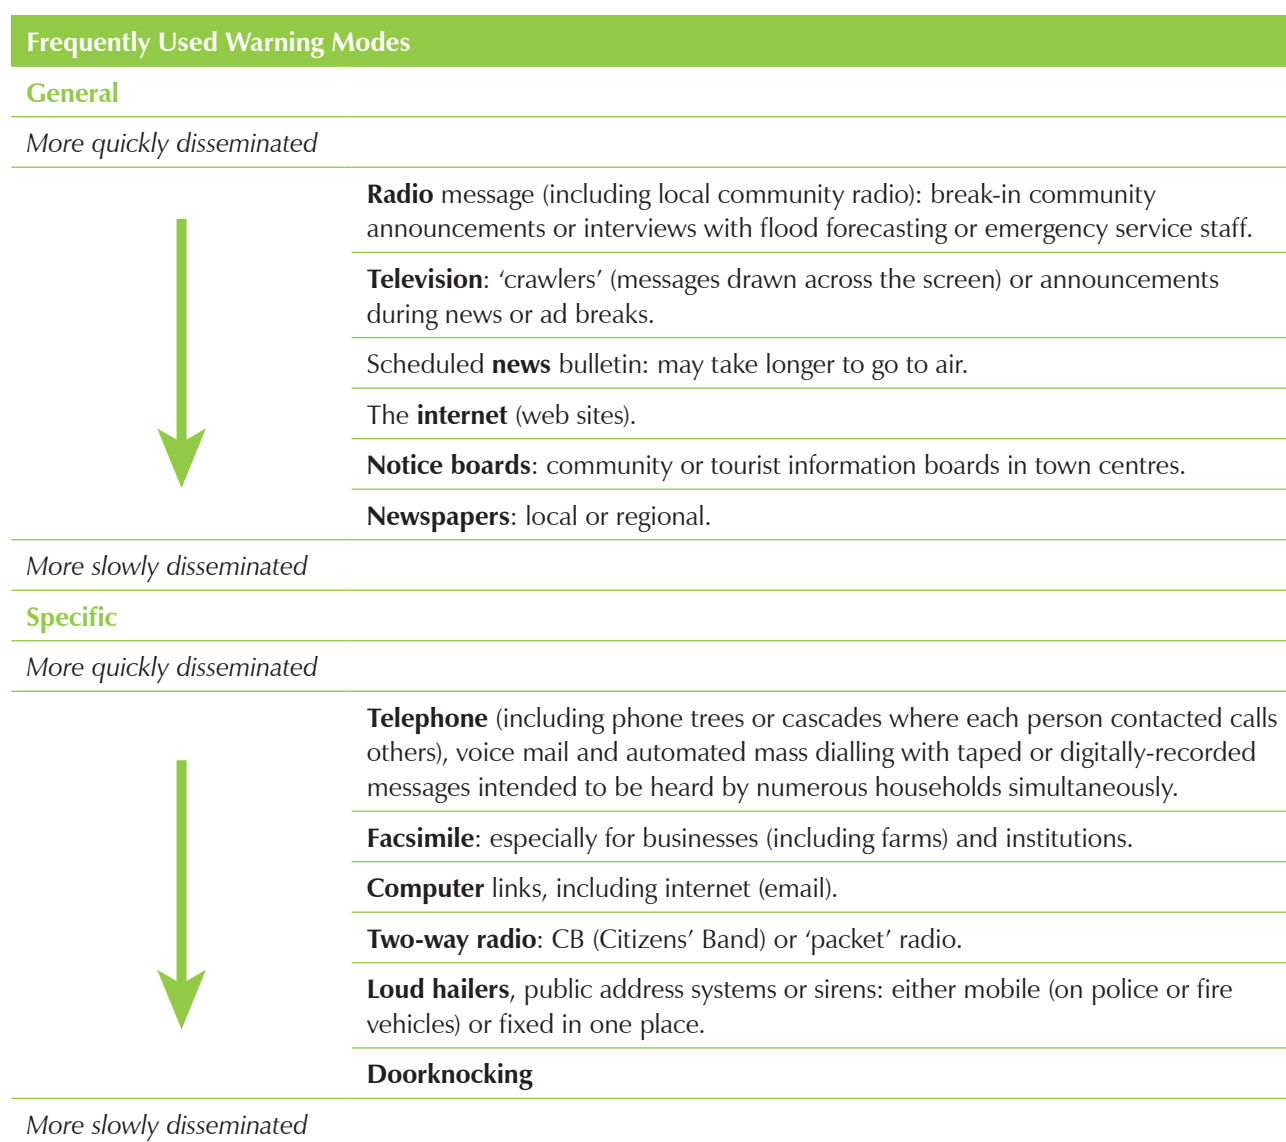 Frequently Used Warning Modes
General
More quickly disseminated
Radio message (including local community radio): break-in community
announcements or interviews with flood forecasting or emergency service staff.
Television: ‘crawlers’ (messages drawn across the screen) or announcements
during news or ad breaks.
Scheduled news bulletin: may take longer to go to air.
The internet (web sites).
Notice boards: community or tourist information boards in town centres.
Newspapers: local or regional.
More slowly disseminated
Specific
More quickly disseminated
Telephone (including phone trees or cascades where each person contacted calls
others), voice mail and automated mass dialling with taped or digitally-recorded
messages intended to be heard by numerous households simultaneously.
Facsimile: especially for businesses (including farms) and institutions.
Computer links, including internet (email).
Two-way radio: CB (Citizens’ Band) or ‘packet’ radio.
Loud hailers, public address systems or sirens: either mobile (on police or fire
vehicles) or fixed in one place.
Doorknocking
More slowly disseminated